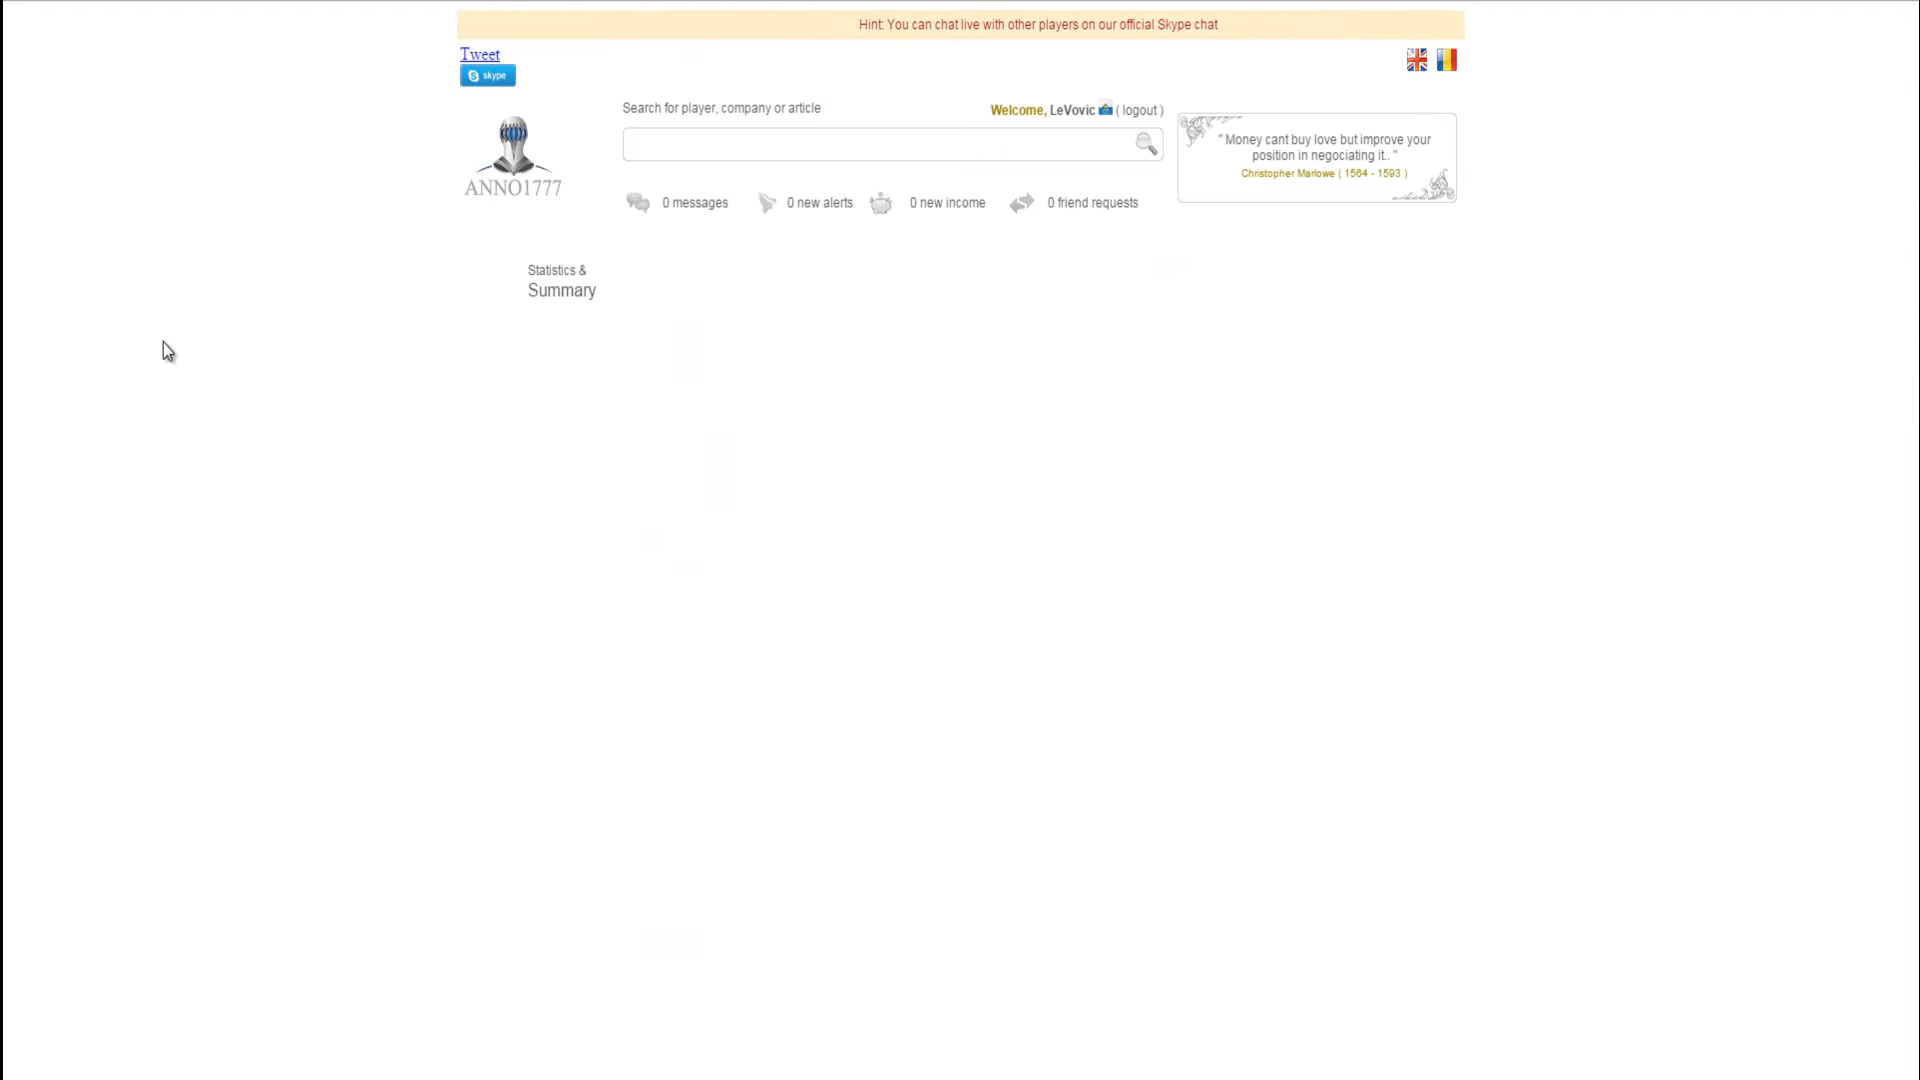 Hint: You can chat live with other players on our official Skype chat
Tweet
skype
Search for player, company or article
Welcome, LeVovic ( logout )
" Money cant buy love but improve your
position in negociating it.. "
Christopher Marlowe ( 1564 - 1593 )
ANNO1777
0 messages
0 new alerts
0 new income
0 friend requests
Statistics &
Summary